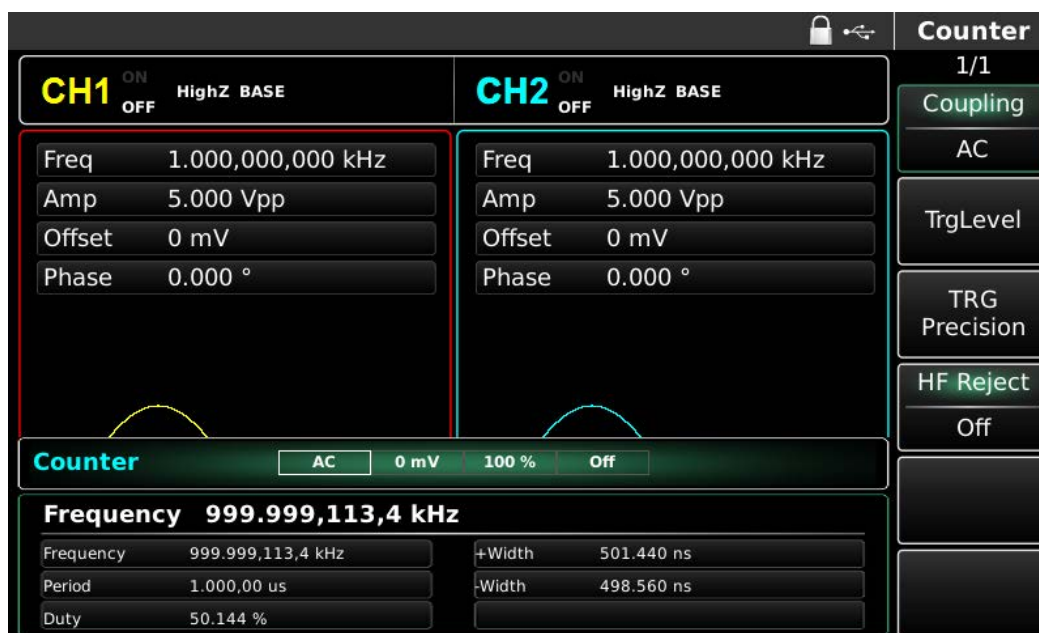 Counter
1/1
CH1 ON OFF HighZ BASE
CH2 ON OFF HighZ BASE
Coupling
AC
Freq 1.000,000,000 kHz
Amp 5.000 Vpp
Offset 0 mV
Phase 0.000 °
Freq 1.000,000,000 kHz
Amp 5.000 Vpp
Offset 0 mV
Phase 0.000 °
TrgLevel
TRG
Precision
HF Reject
Off
Counter AC 0 mV 100 % Off
Frequency 999.999,113,4 kHz
Frequency 999.999,113,4 kHz
Period 1.000,00 us
Duty 50.144 %
+Width 501.440 ns
-Width 498.560 ns